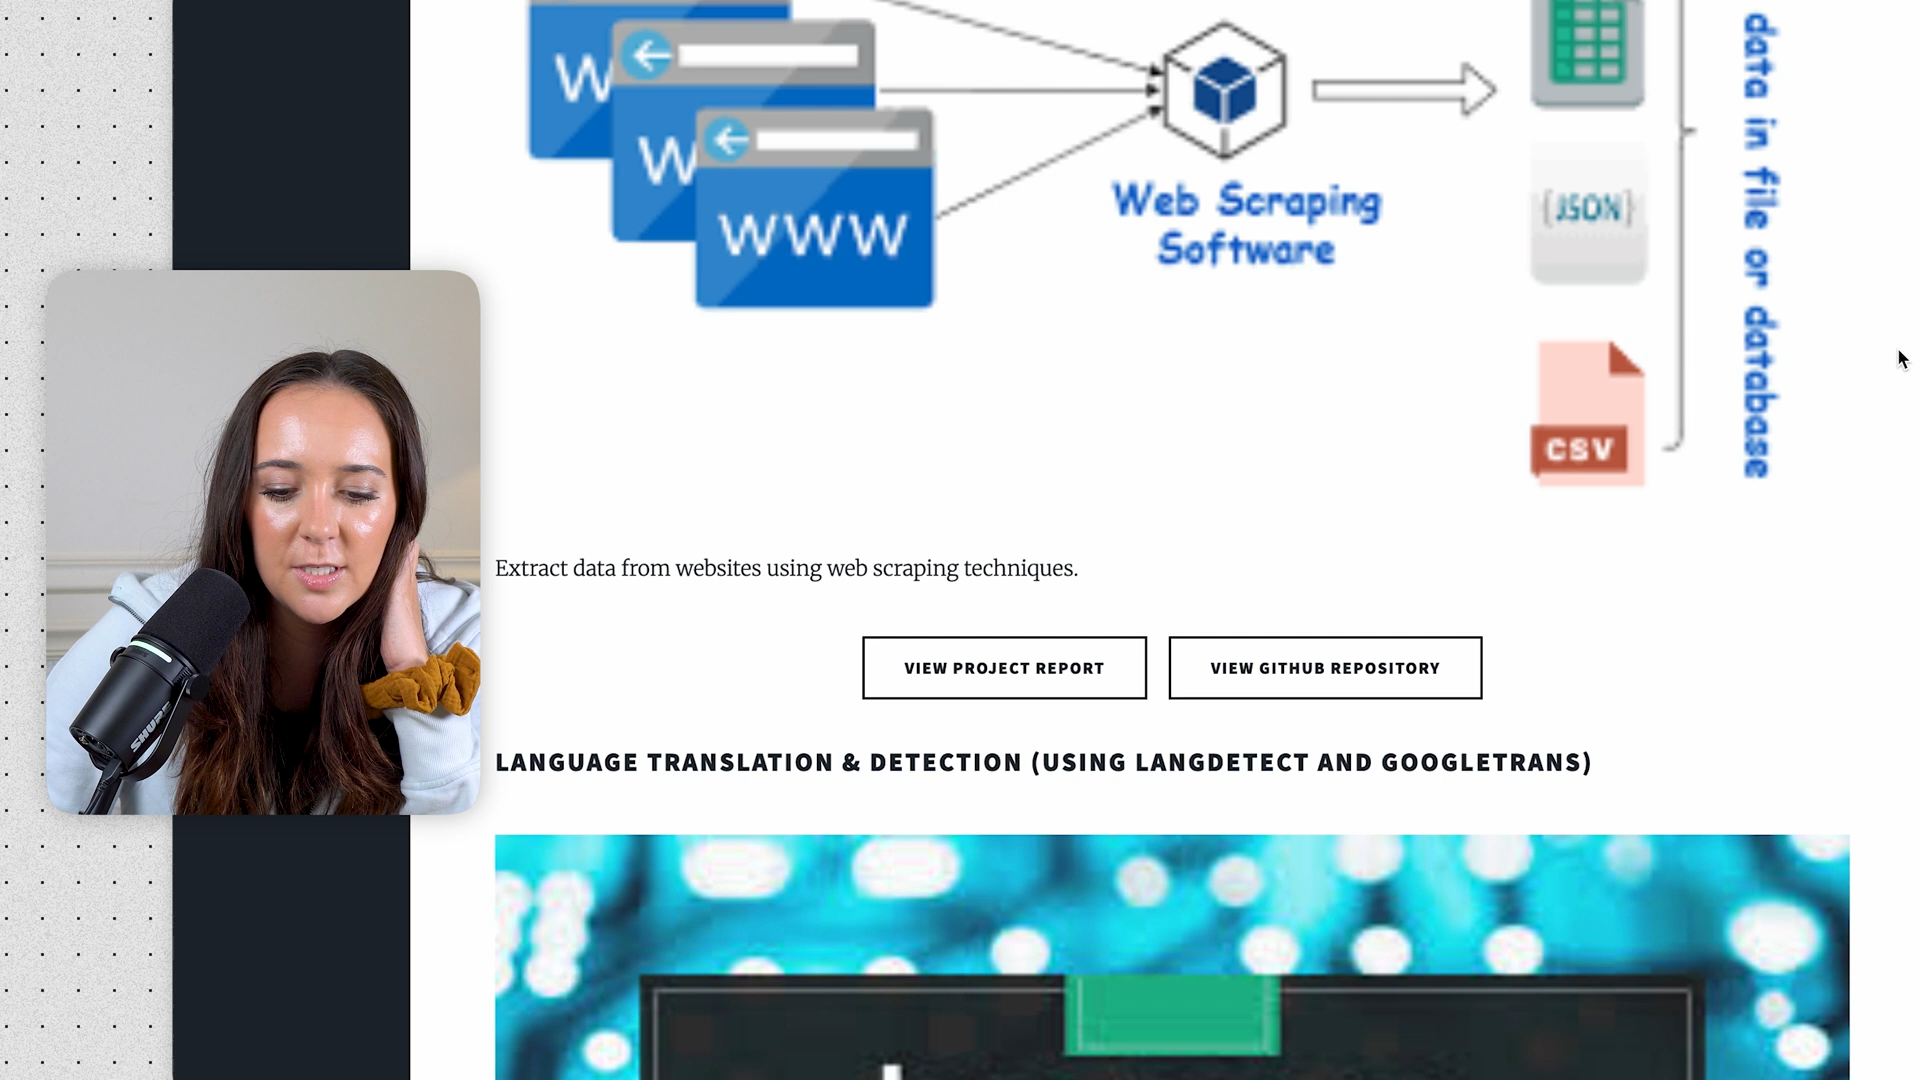 W
W
WWW
Web Scraping
Software
{JSON}
CSV
data in file or database
SHURE
Extract data from websites using web scraping techniques.
VIEW PROJECT REPORT
VIEW GITHUB REPOSITORY
LANGUAGE TRANSLATION & DETECTION (USING LANGDETECT AND GOOGLETRANS)